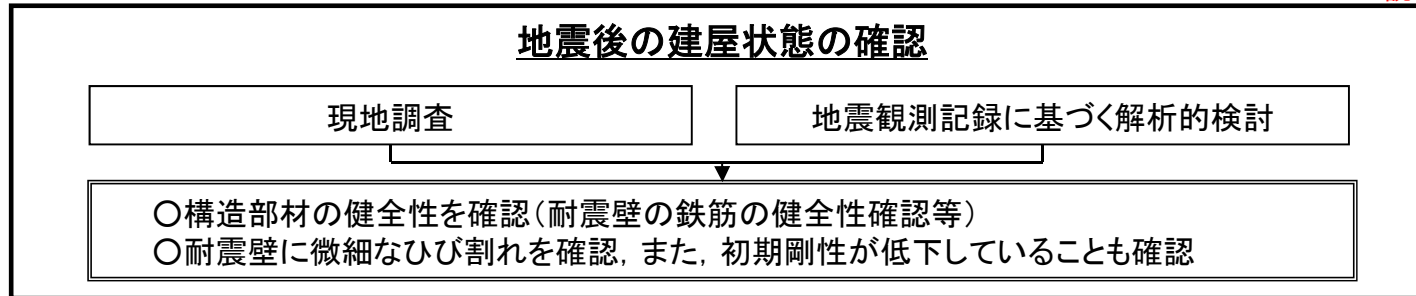 地震後の建屋状態の確認
現地調査
地震観測記録に基づく解析的検討
○構造部材の健全性を確認（耐震壁の鉄筋の健全性確認等）
○耐震壁に微細なひび割れを確認，また，初期剛性が低下していることも確認